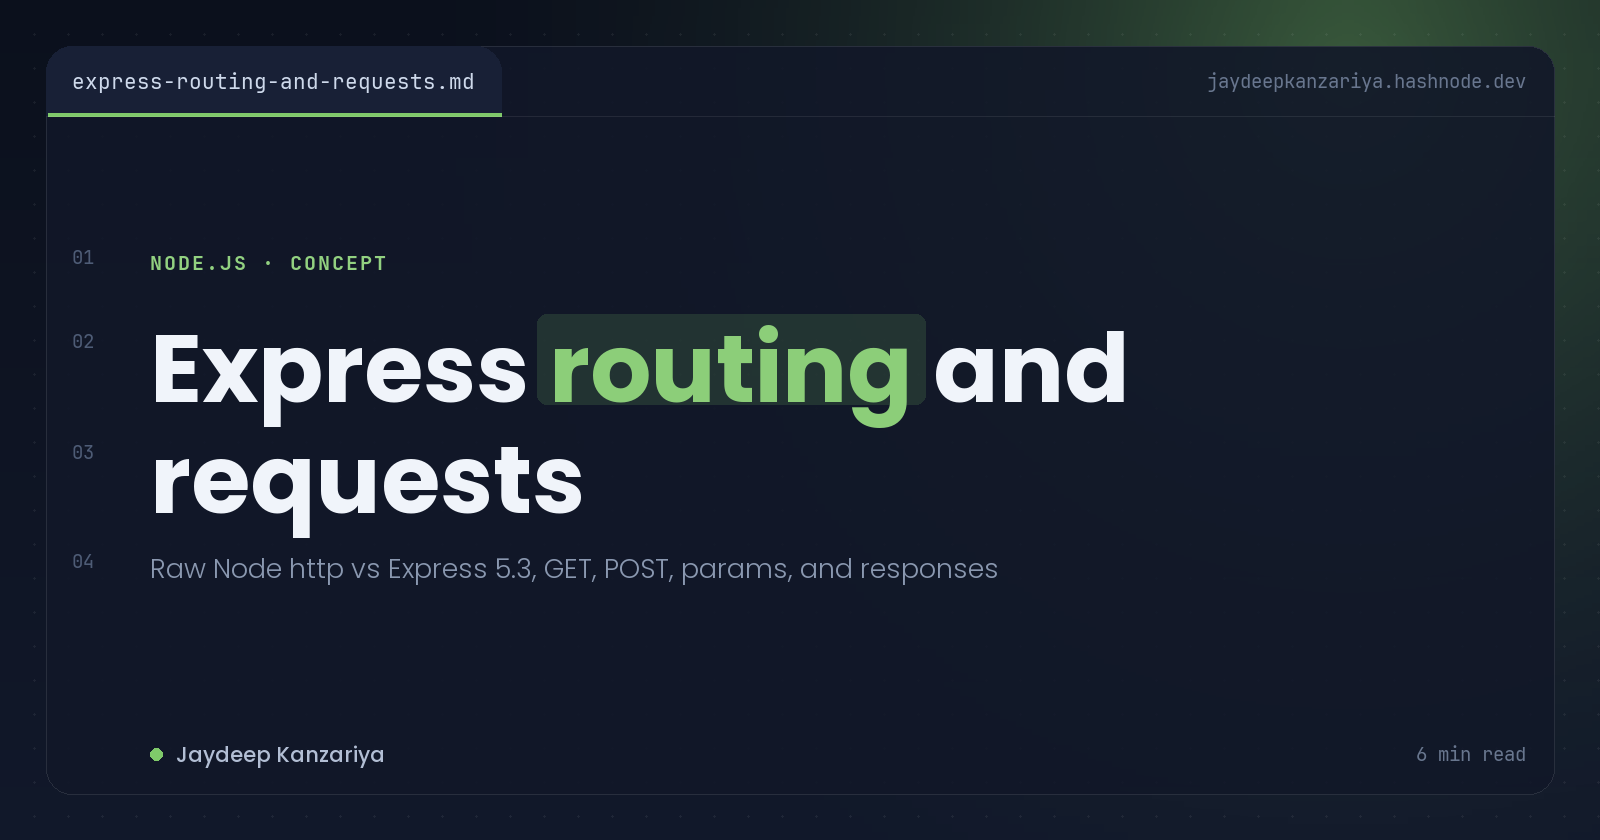 express-routing-and-requests.md
jaydeepkanzariya.hashnode.dev
01
NODE.JS · CONCEPT
02
Express routing and
03
requests
04
Raw Node http vs Express 5.3, GET, POST, params, and responses
Jaydeep Kanzariya
6 min read